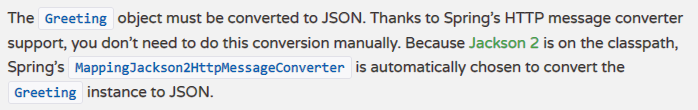 The Greeting object must be converted to JSON. Thanks to Spring’s HTTP message converter
support, you don’t need to do this conversion manually. Because Jackson 2 is on the classpath,
Spring’s MappingJackson2HttpMessageConverter is automatically chosen to convert the
Greeting instance to JSON.